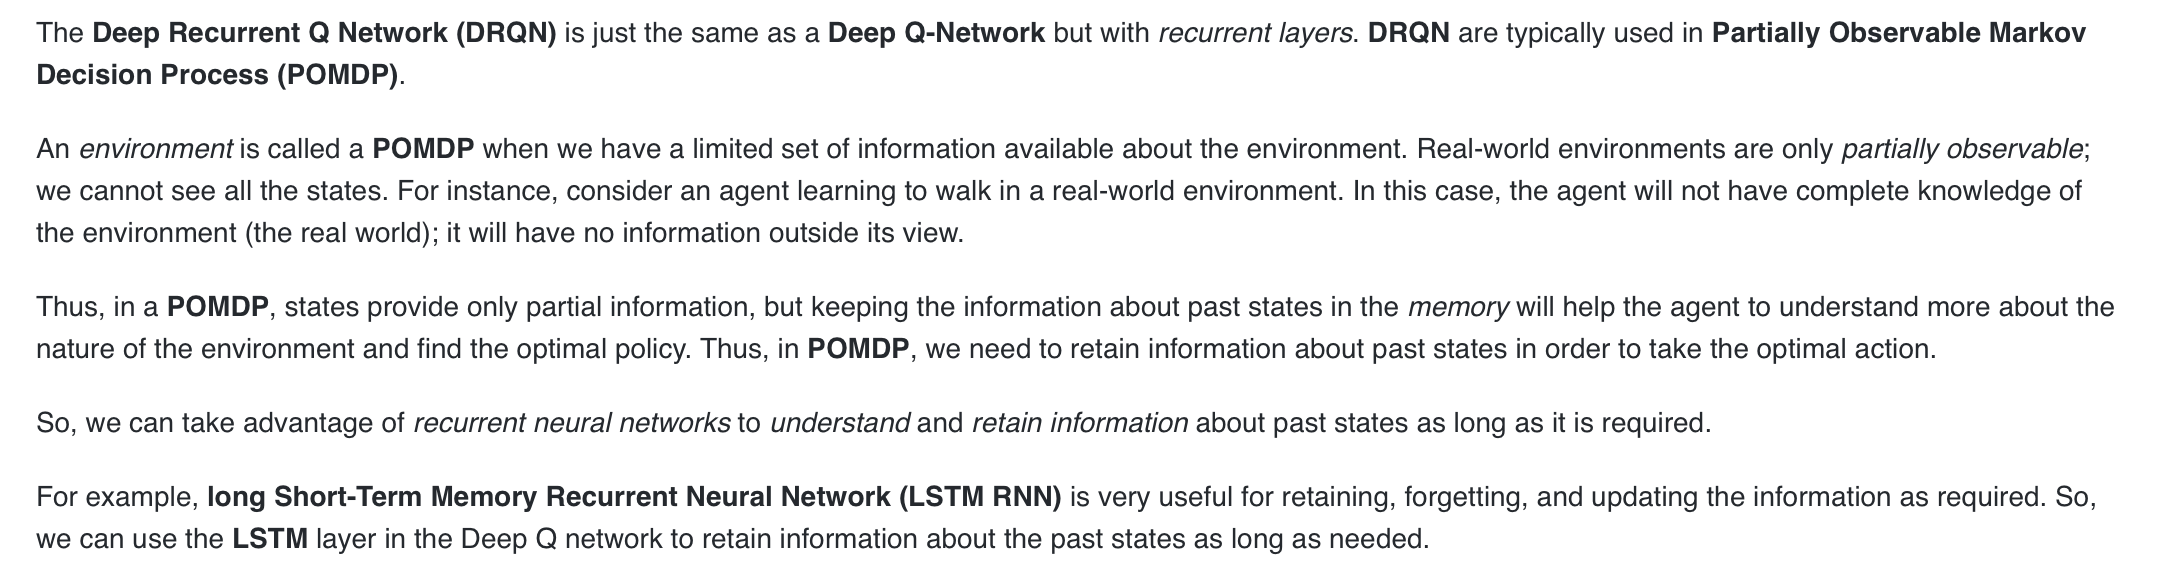 The Deep Recurrent Q Network (DRQN) is just the same as a Deep Q-Network but with recurrent layers. DRQN are typically used in Partially Observable Markov
Decision Process (POMDP).
An environment is called a POMDP when we have a limited set of information available about the environment. Real-world environments are only partially observable;
we cannot see all the states. For instance, consider an agent learning to walk in a real-world environment. In this case, the agent will not have complete knowledge of
the environment (the real world); it will have no information outside its view.
Thus, in a POMDP, states provide only partial information, but keeping the information about past states in the memory will help the agent to understand more about the
nature of the environment and find the optimal policy. Thus, in POMDP, we need to retain information about past states in order to take the optimal action.
So, we can take advantage of recurrent neural networks to understand and retain information about past states as long as it is required.
For example, long Short-Term Memory Recurrent Neural Network (LSTM RNN) is very useful for retaining, forgetting, and updating the information as required. So,
we can use the LSTM layer in the Deep Q network to retain information about the past states as long as needed.